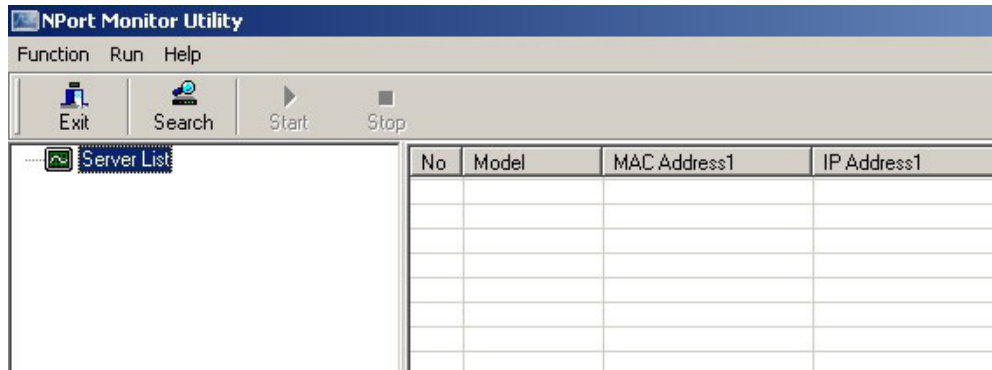 NPort Monitor Utility
Function Run Help
Exit Search Start Stop
Server List
No Model MAC Address1 IP Address1